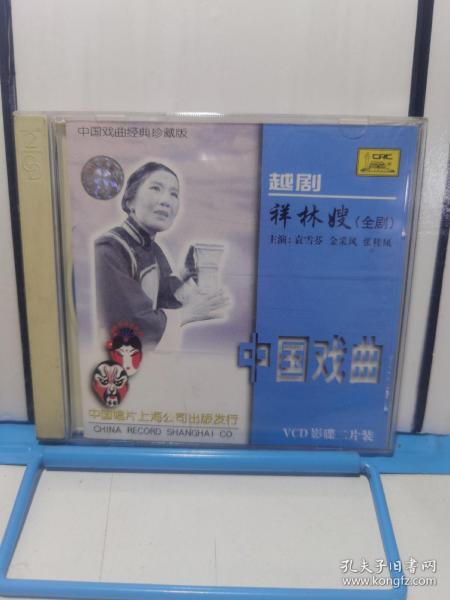 中国戏曲经典珍藏版
CRC
越剧
祥林嫂(全剧)
主演:袁雪芬 金采风 张桂凤
中国戏曲
中国唱片上海公司出版发行
CHINA RECORD SHANGHAI CO
VCD 影碟二片装
孔夫子旧书网
www.kongfz.com